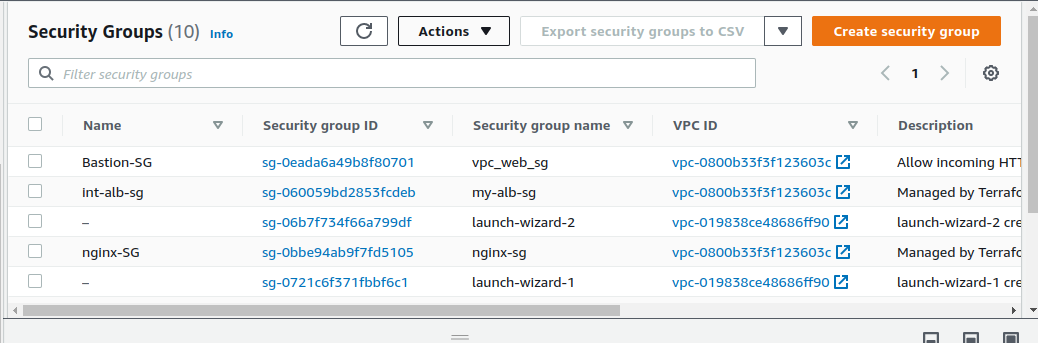 Security Groups (10) Info Actions Export security groups to CSV Create security group
Filter security groups 1
Name Security group ID Security group name VPC ID Description
Bastion-SG sg-0eada6a49b8f80701 vpc_web_sg vpc-0800b33f3f123603c Allow incoming HTT
int-alb-sg sg-060059bd2853fcdeb my-alb-sg vpc-0800b33f3f123603c Managed by Terrafo
– sg-06b7f734f66a799df launch-wizard-2 vpc-019838ce48686ff90 launch-wizard-2 cre
nginx-SG sg-0bbe94ab9f7fd5105 nginx-sg vpc-0800b33f3f123603c Managed by Terrafo
– sg-0721c6f371fbbf6c1 launch-wizard-1 vpc-019838ce48686ff90 launch-wizard-1 cre